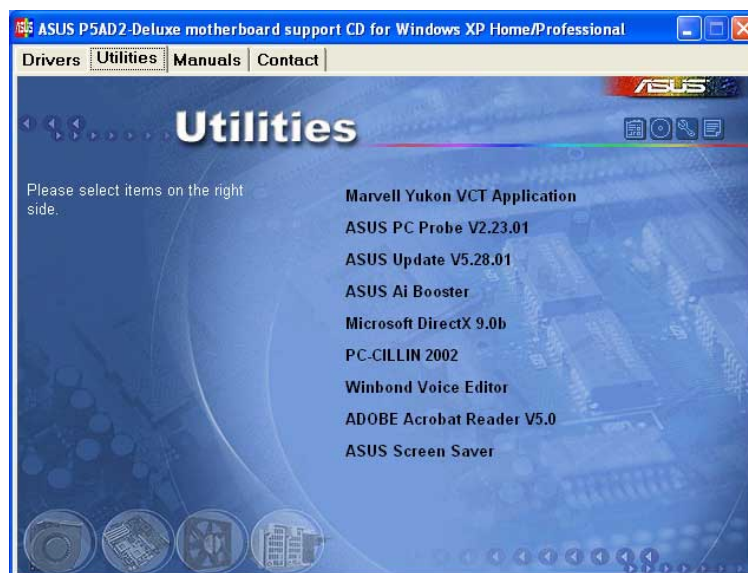 ASUS P5AD2-Deluxe motherboard support CD for Windows XP Home/Professional
Drivers Utilities Manuals Contact
ASUS
Utilities
Please select items on the right
side.
Marvell Yukon VCT Application
ASUS PC Probe V2.23.01
ASUS Update V5.28.01
ASUS Ai Booster
Microsoft DirectX 9.0b
PC-CILLIN 2002
Winbond Voice Editor
ADOBE Acrobat Reader V5.0
ASUS Screen Saver